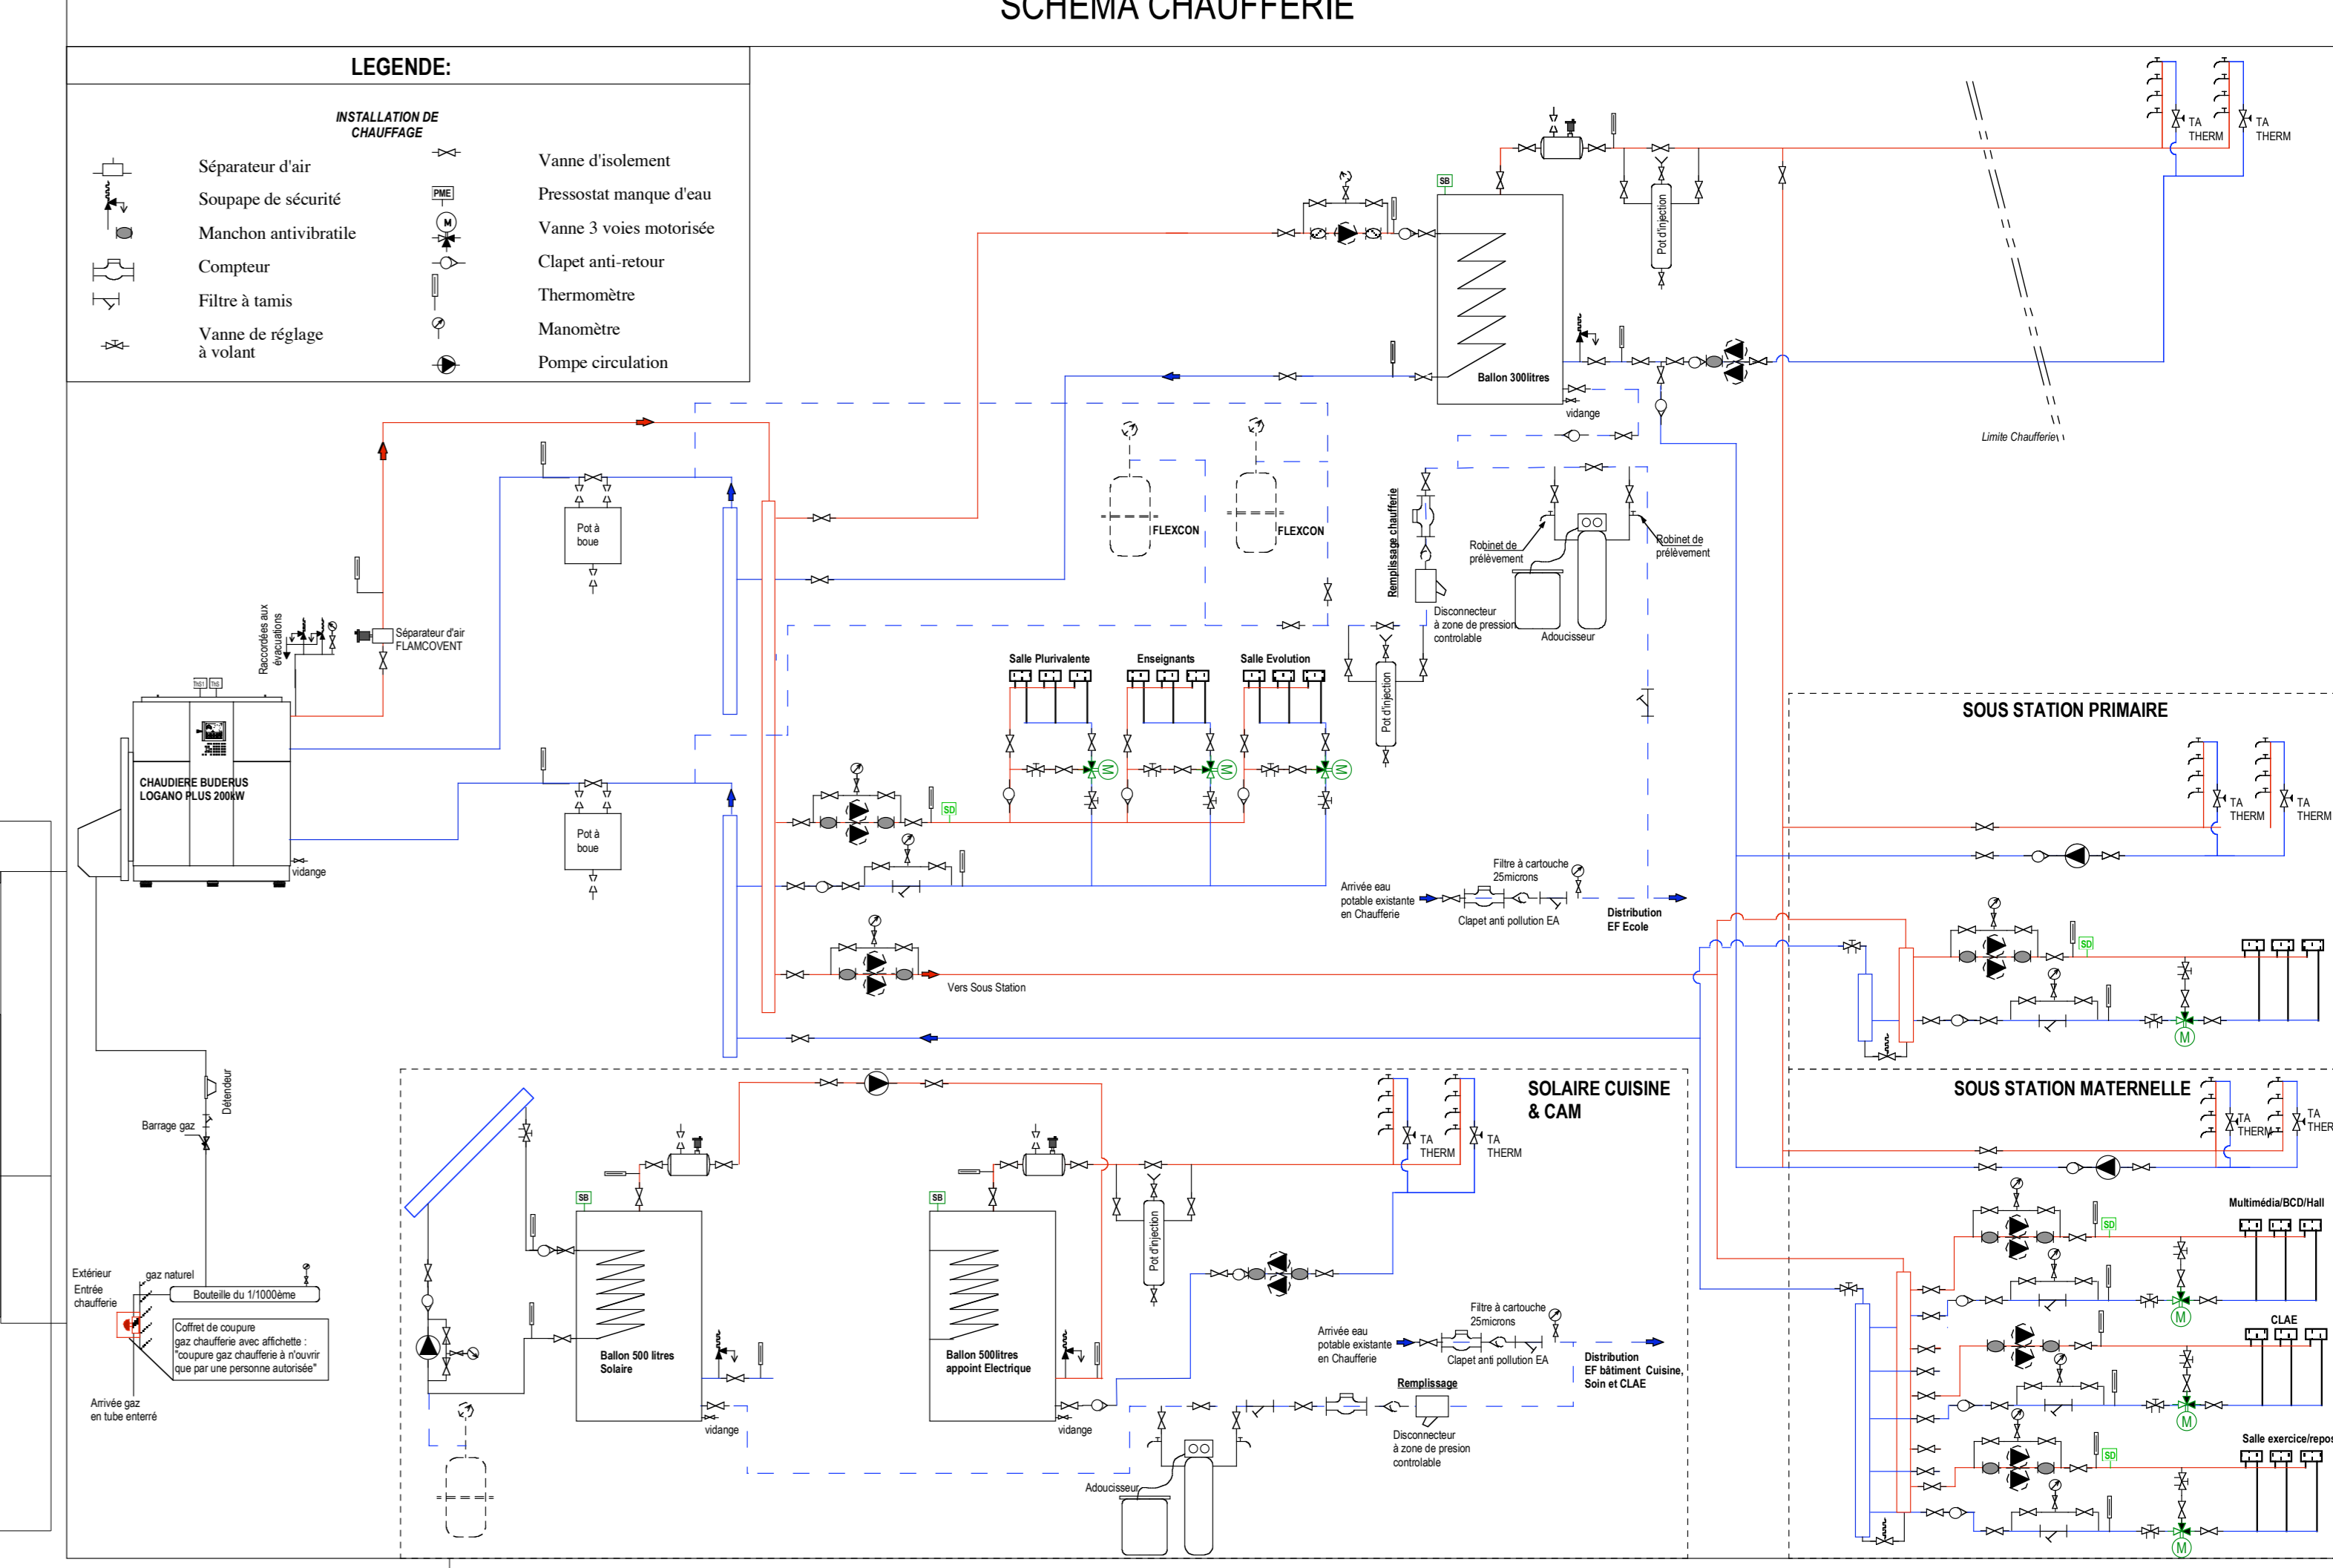 SCHEMA CHAUFFERIE
LEGENDE:
INSTALLATION DE
CHAUFFAGE
Séparateur d'air
Soupape de sécurité
Manchon antivibratile
Compteur
Filtre à tamis
Vanne de réglage
à volant
Vanne d'isolement
PME
Pressostat manque d'eau
M
Vanne 3 voies motorisée
Clapet anti-retour
Thermomètre
Manomètre
Pompe circulation
TA
THERM
TA
THERM
SB
Pot d'injection
Ballon 300litres
vidange
Limite Chaufferie
Pot à
boue
FLEXCON
FLEXCON
Remplissage chaufferie
Robinet de
prélèvement
Robinet de
prélèvement
Disconnecteur
à zone de pression
controlable
Adoucisseur
Raccordées aux
évacuations
Séparateur d'air
FLAMCOVENT
Salle Plurivalente
Enseignants
Salle Evolution
Pot d'injection
M
M
M
CHAUDIERE BUDERUS
LOGANO PLUS 200kW
vidange
Pot à
boue
SD
Filtre à cartouche
25microns
Arrivée eau
potable existante
en Chaufferie
Clapet anti pollution EA
Distribution
EF Ecole
Vers Sous Station
SOUS STATION PRIMAIRE
TA
THERM
TA
THERM
SD
M
Détendeur
Barrage gaz
Extérieur
Entrée
chaufferie
gaz naturel
Bouteille du 1/1000ème
Coffret de coupure
gaz chaufferie avec affichette :
"coupure gaz chaufferie à n'ouvrir
que par une personne autorisée"
Arrivée gaz
en tube enterré
SOLAIRE CUISINE
& CAM
TA
THERM
TA
THERM
SB
SB
Pot d'injection
Ballon 500 litres
Solaire
vidange
Ballon 500litres
appoint Electrique
vidange
Filtre à cartouche
25microns
Arrivée eau
potable existante
en Chaufferie
Clapet anti pollution EA
Distribution
EF bâtiment Cuisine,
Soin et CLAE
Remplissage
Disconnecteur
à zone de presion
controlable
Adoucisseur
SOUS STATION MATERNELLE
TA
THERM
TA
Multimédia/BCD/Hall
SD
M
CLAE
M
SD
M
Salle exercice/repos